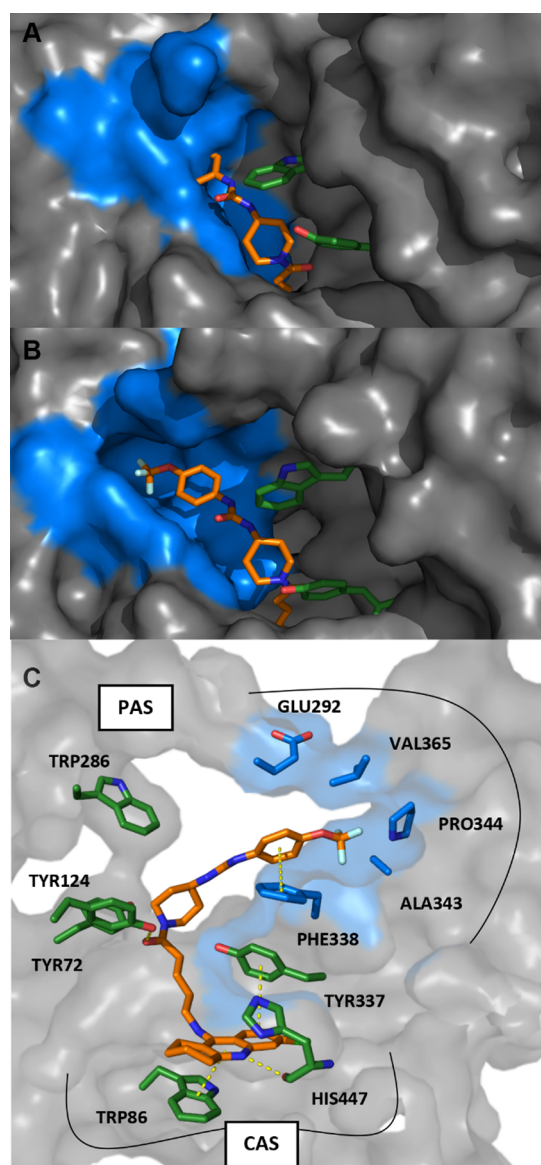 A
B
C
PAS
GLU292
VAL365
TRP286
PRO344
TYR124
ALA343
PHE338
TYR72
TYR337
HIS447
TRP86
CAS